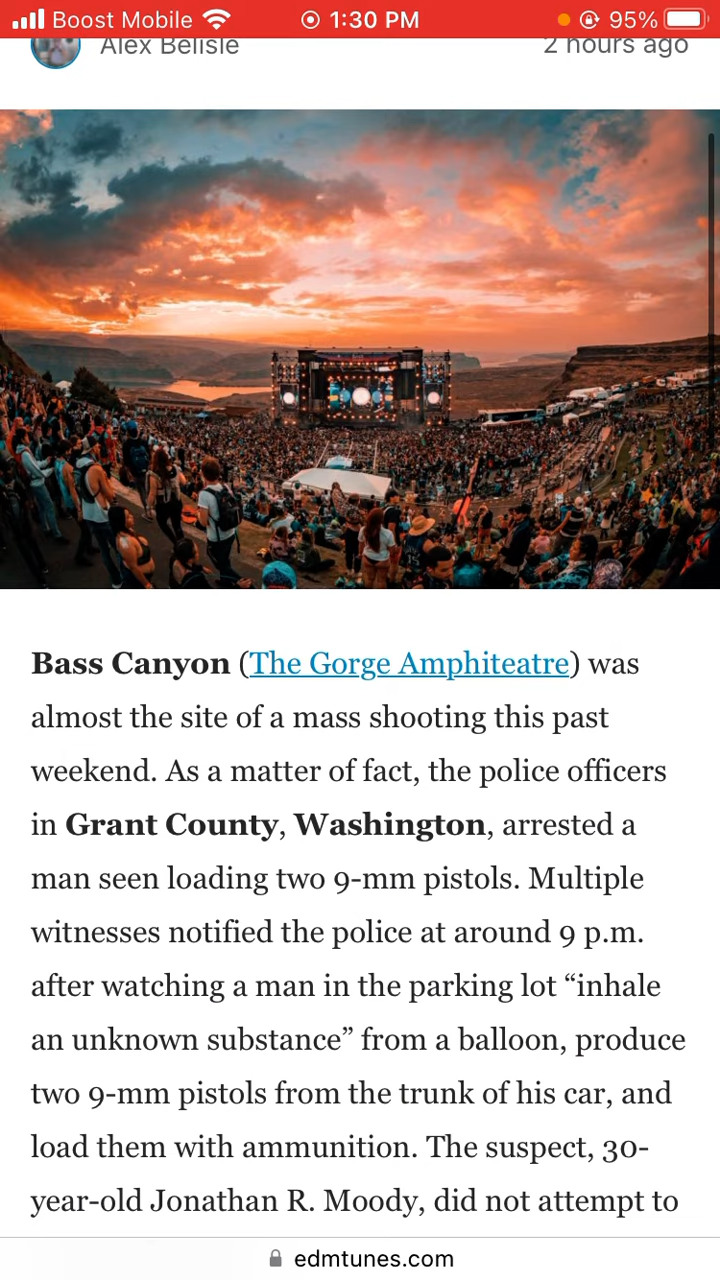 Boost Mobile 1:30 PM 95%
Alex Belisle 2 hours ago
Bass Canyon (The Gorge Amphiteatre) was
almost the site of a mass shooting this past
weekend. As a matter of fact, the police officers
in Grant County, Washington, arrested a
man seen loading two 9-mm pistols. Multiple
witnesses notified the police at around 9 p.m.
after watching a man in the parking lot “inhale
an unknown substance” from a balloon, produce
two 9-mm pistols from the trunk of his car, and
load them with ammunition. The suspect, 30-
year-old Jonathan R. Moody, did not attempt to
edmtunes.com